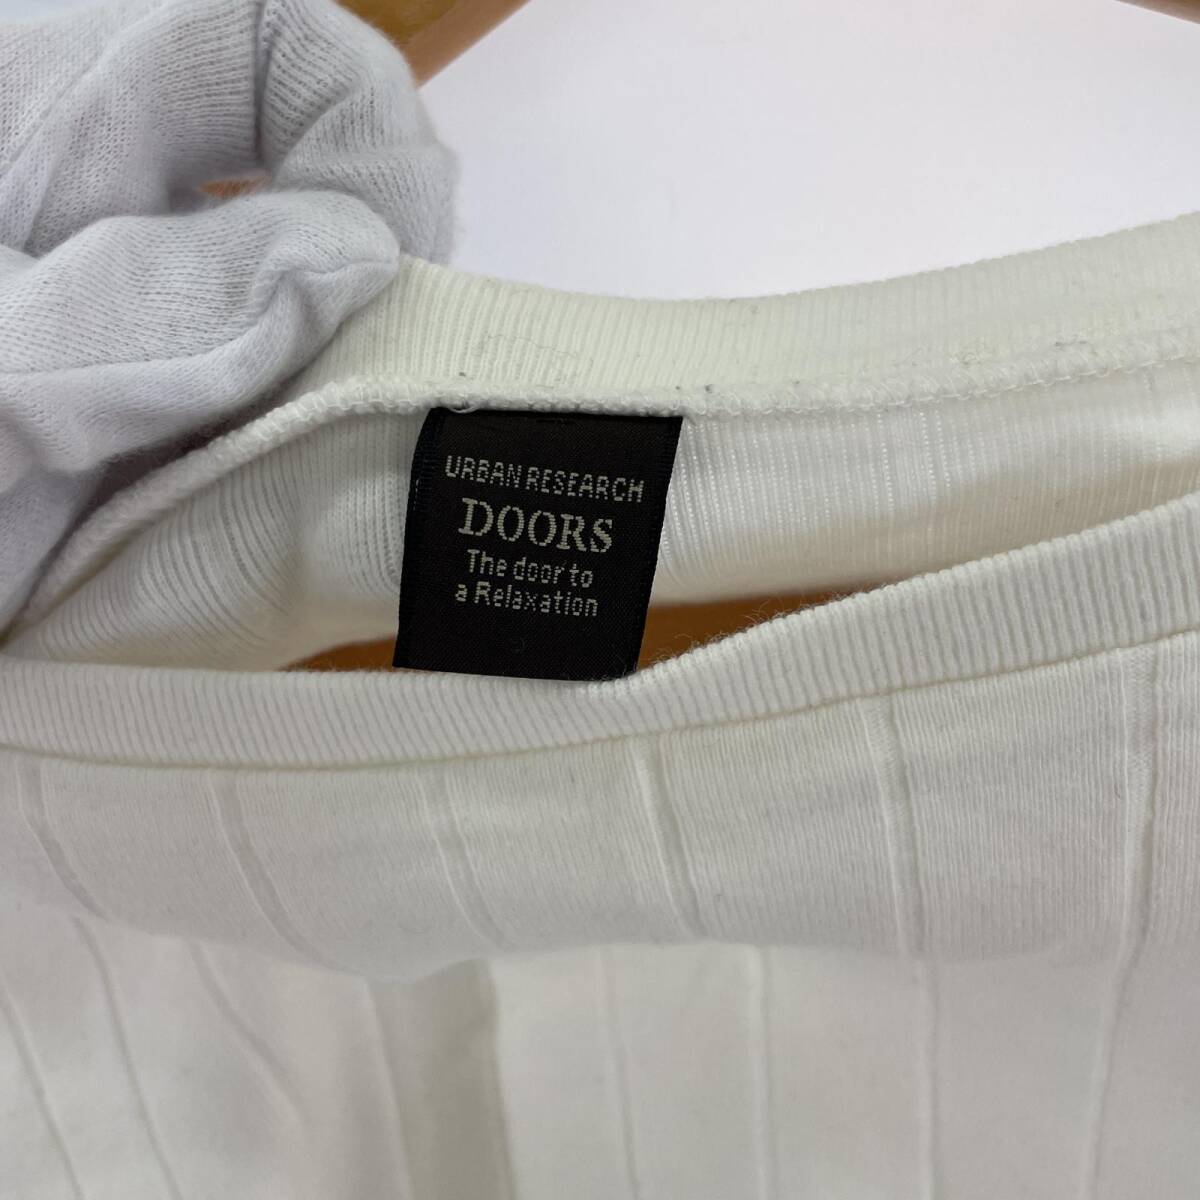 URBAN RESEARCH
DOORS
The door to
a Relaxation